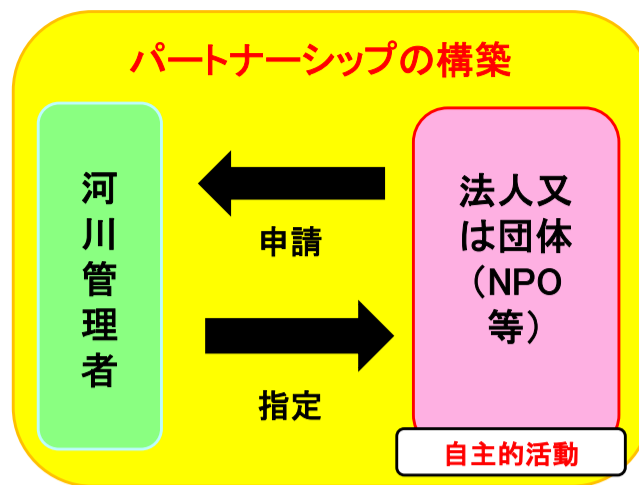 パートナーシップの構築
河川管理者
申請
指定
法人又
は団体
（NPO
等）
自主的活動